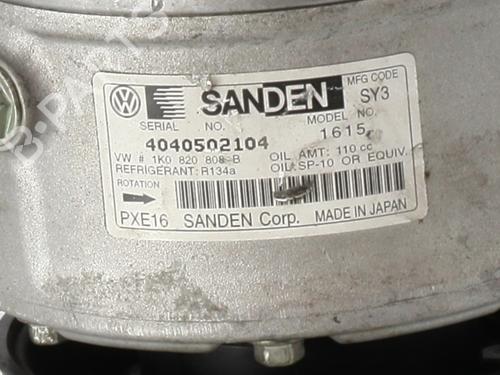 SANDEN
MFG CODE
SY3
SERIAL NO.
MODEL NO.
4040502104
1615
VW # 1K0 820 808 B
OIL AMT: 110 cc
REFRIGERANT: R134a
OIL:SP-10 OR EQUIV.
ROTATION
PXE16 SANDEN Corp. MADE IN JAPAN
B-PARTS